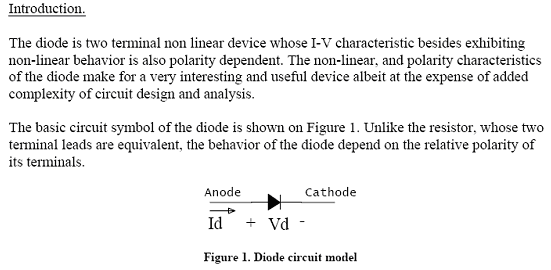 Introduction.
The diode is two terminal non linear device whose I-V characteristic besides exhibiting
non-linear behavior is also polarity dependent. The non-linear, and polarity characteristics
of the diode make for a very interesting and useful device albeit at the expense of added
complexity of circuit design and analysis.
The basic circuit symbol of the diode is shown on Figure 1. Unlike the resistor, whose two
terminal leads are equivalent, the behavior of the diode depend on the relative polarity of
its terminals.
Anode Cathode
Id + Vd -
Figure 1. Diode circuit model